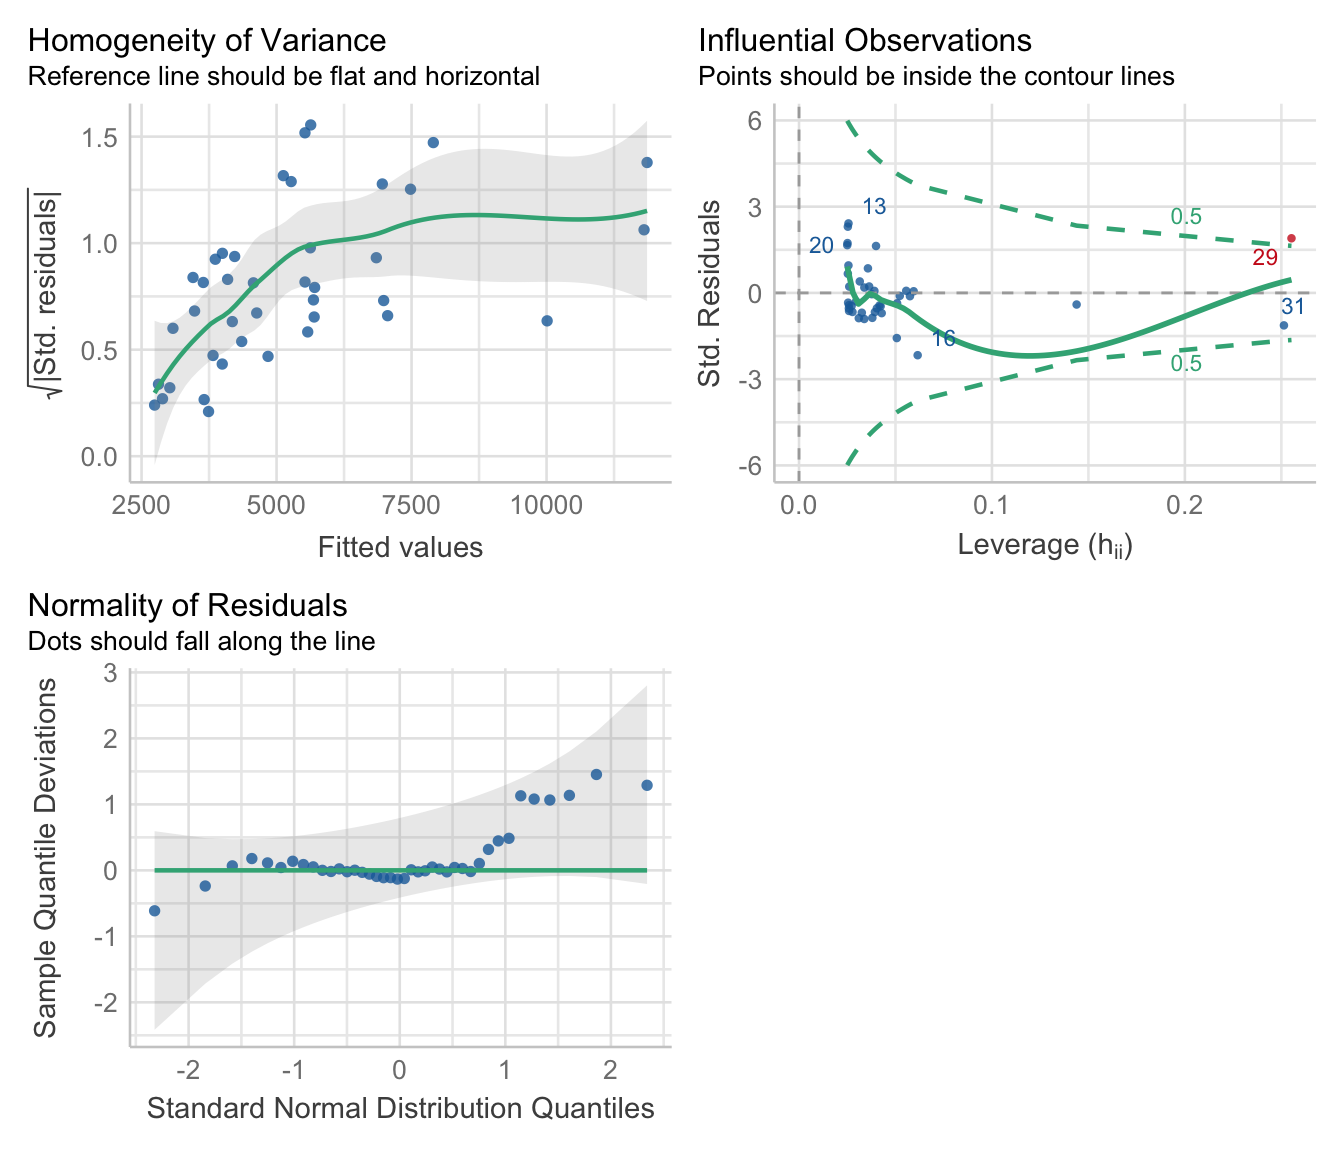 Homogeneity of Variance
Reference line should be flat and horizontal
1.5
1.0
0.5
0.0
√|Std. residuals|
2500 5000 7500 10000
Fitted values
Influential Observations
Points should be inside the contour lines
6
3
0
-3
-6
Std. Residuals
13
20
0.5
29
31
16
0.5
0.0 0.1 0.2
Leverage (hii)
Normality of Residuals
Dots should fall along the line
3
2
1
0
-1
-2
Sample Quantile Deviations
-2 -1 0 1 2
Standard Normal Distribution Quantiles